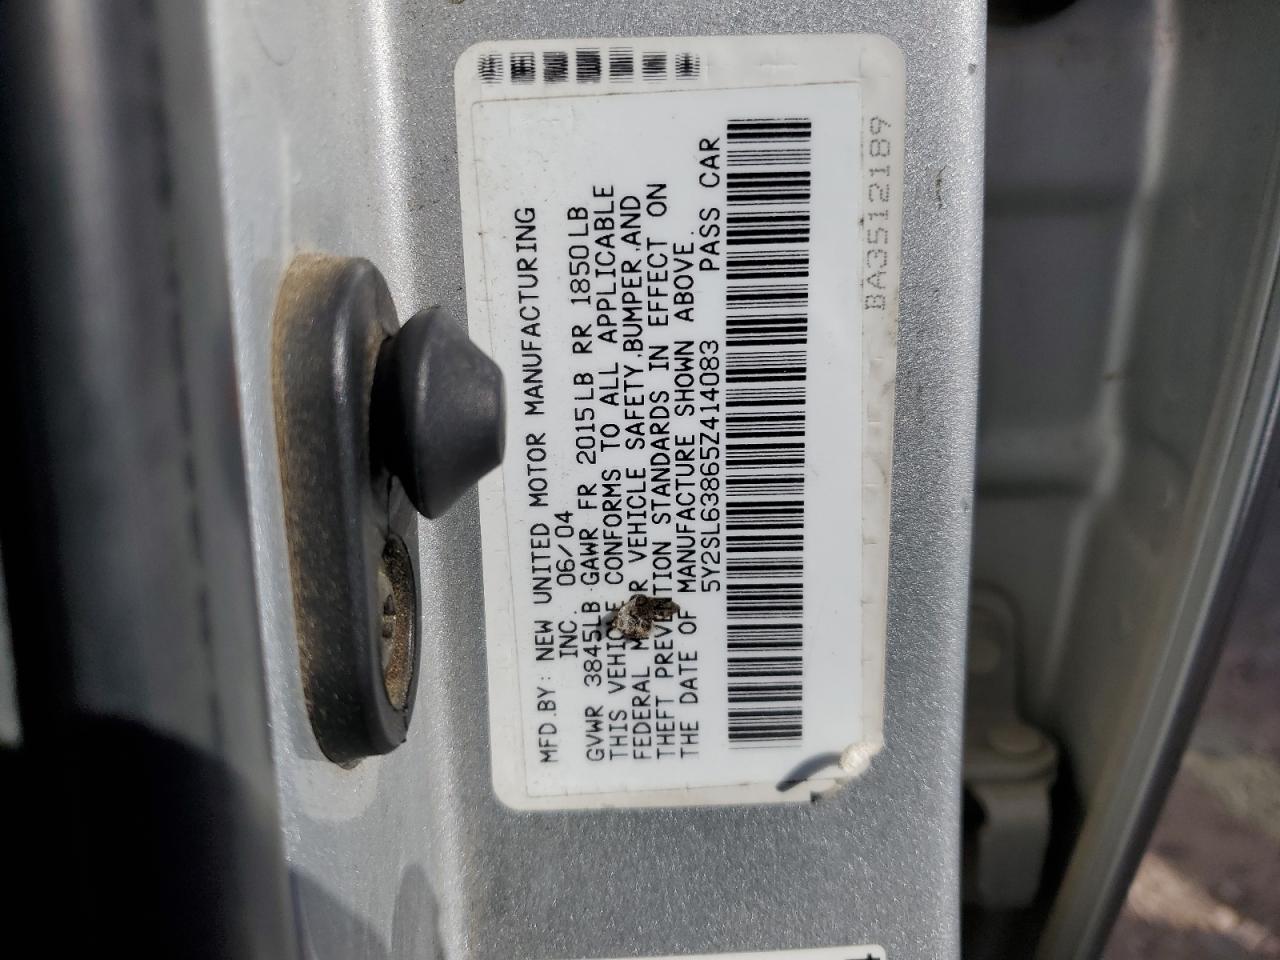 MFD.BY: NEW UNITED MOTOR MANUFACTURING
INC. 06/04
GVWR 3845LB GAWR FR 2015LB RR 1850LB
THIS VEHICLE CONFORMS TO ALL APPLICABLE
FEDERAL VEHICLE SAFETY,BUMPER,AND
THEFT PREVENTION STANDARDS IN EFFECT ON
THE DATE OF MANUFACTURE SHOWN ABOVE.
5Y2SL63865Z414083 PASS CAR
BA3512189